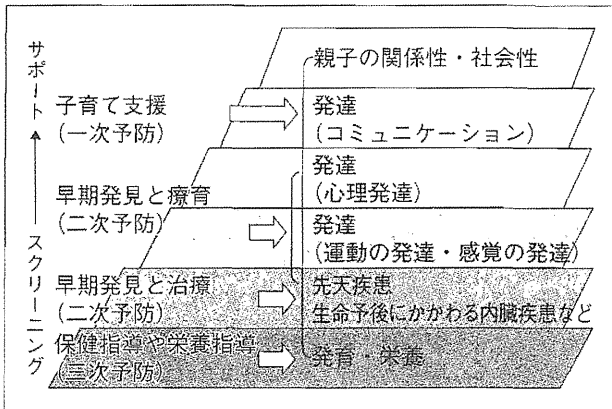 サポート
スクリーニング
親子の関係性・社会性
子育て支援
(一次予防)
発達
(コミュニケーション)
早期発見と療育
(二次予防)
発達
(心理発達)
発達
(運動の発達・感覚の発達)
早期発見と治療
(二次予防)
先天疾患
生命予後にかかわる内臓疾患など
保健指導や栄養指導
(三次予防)
発育・栄養